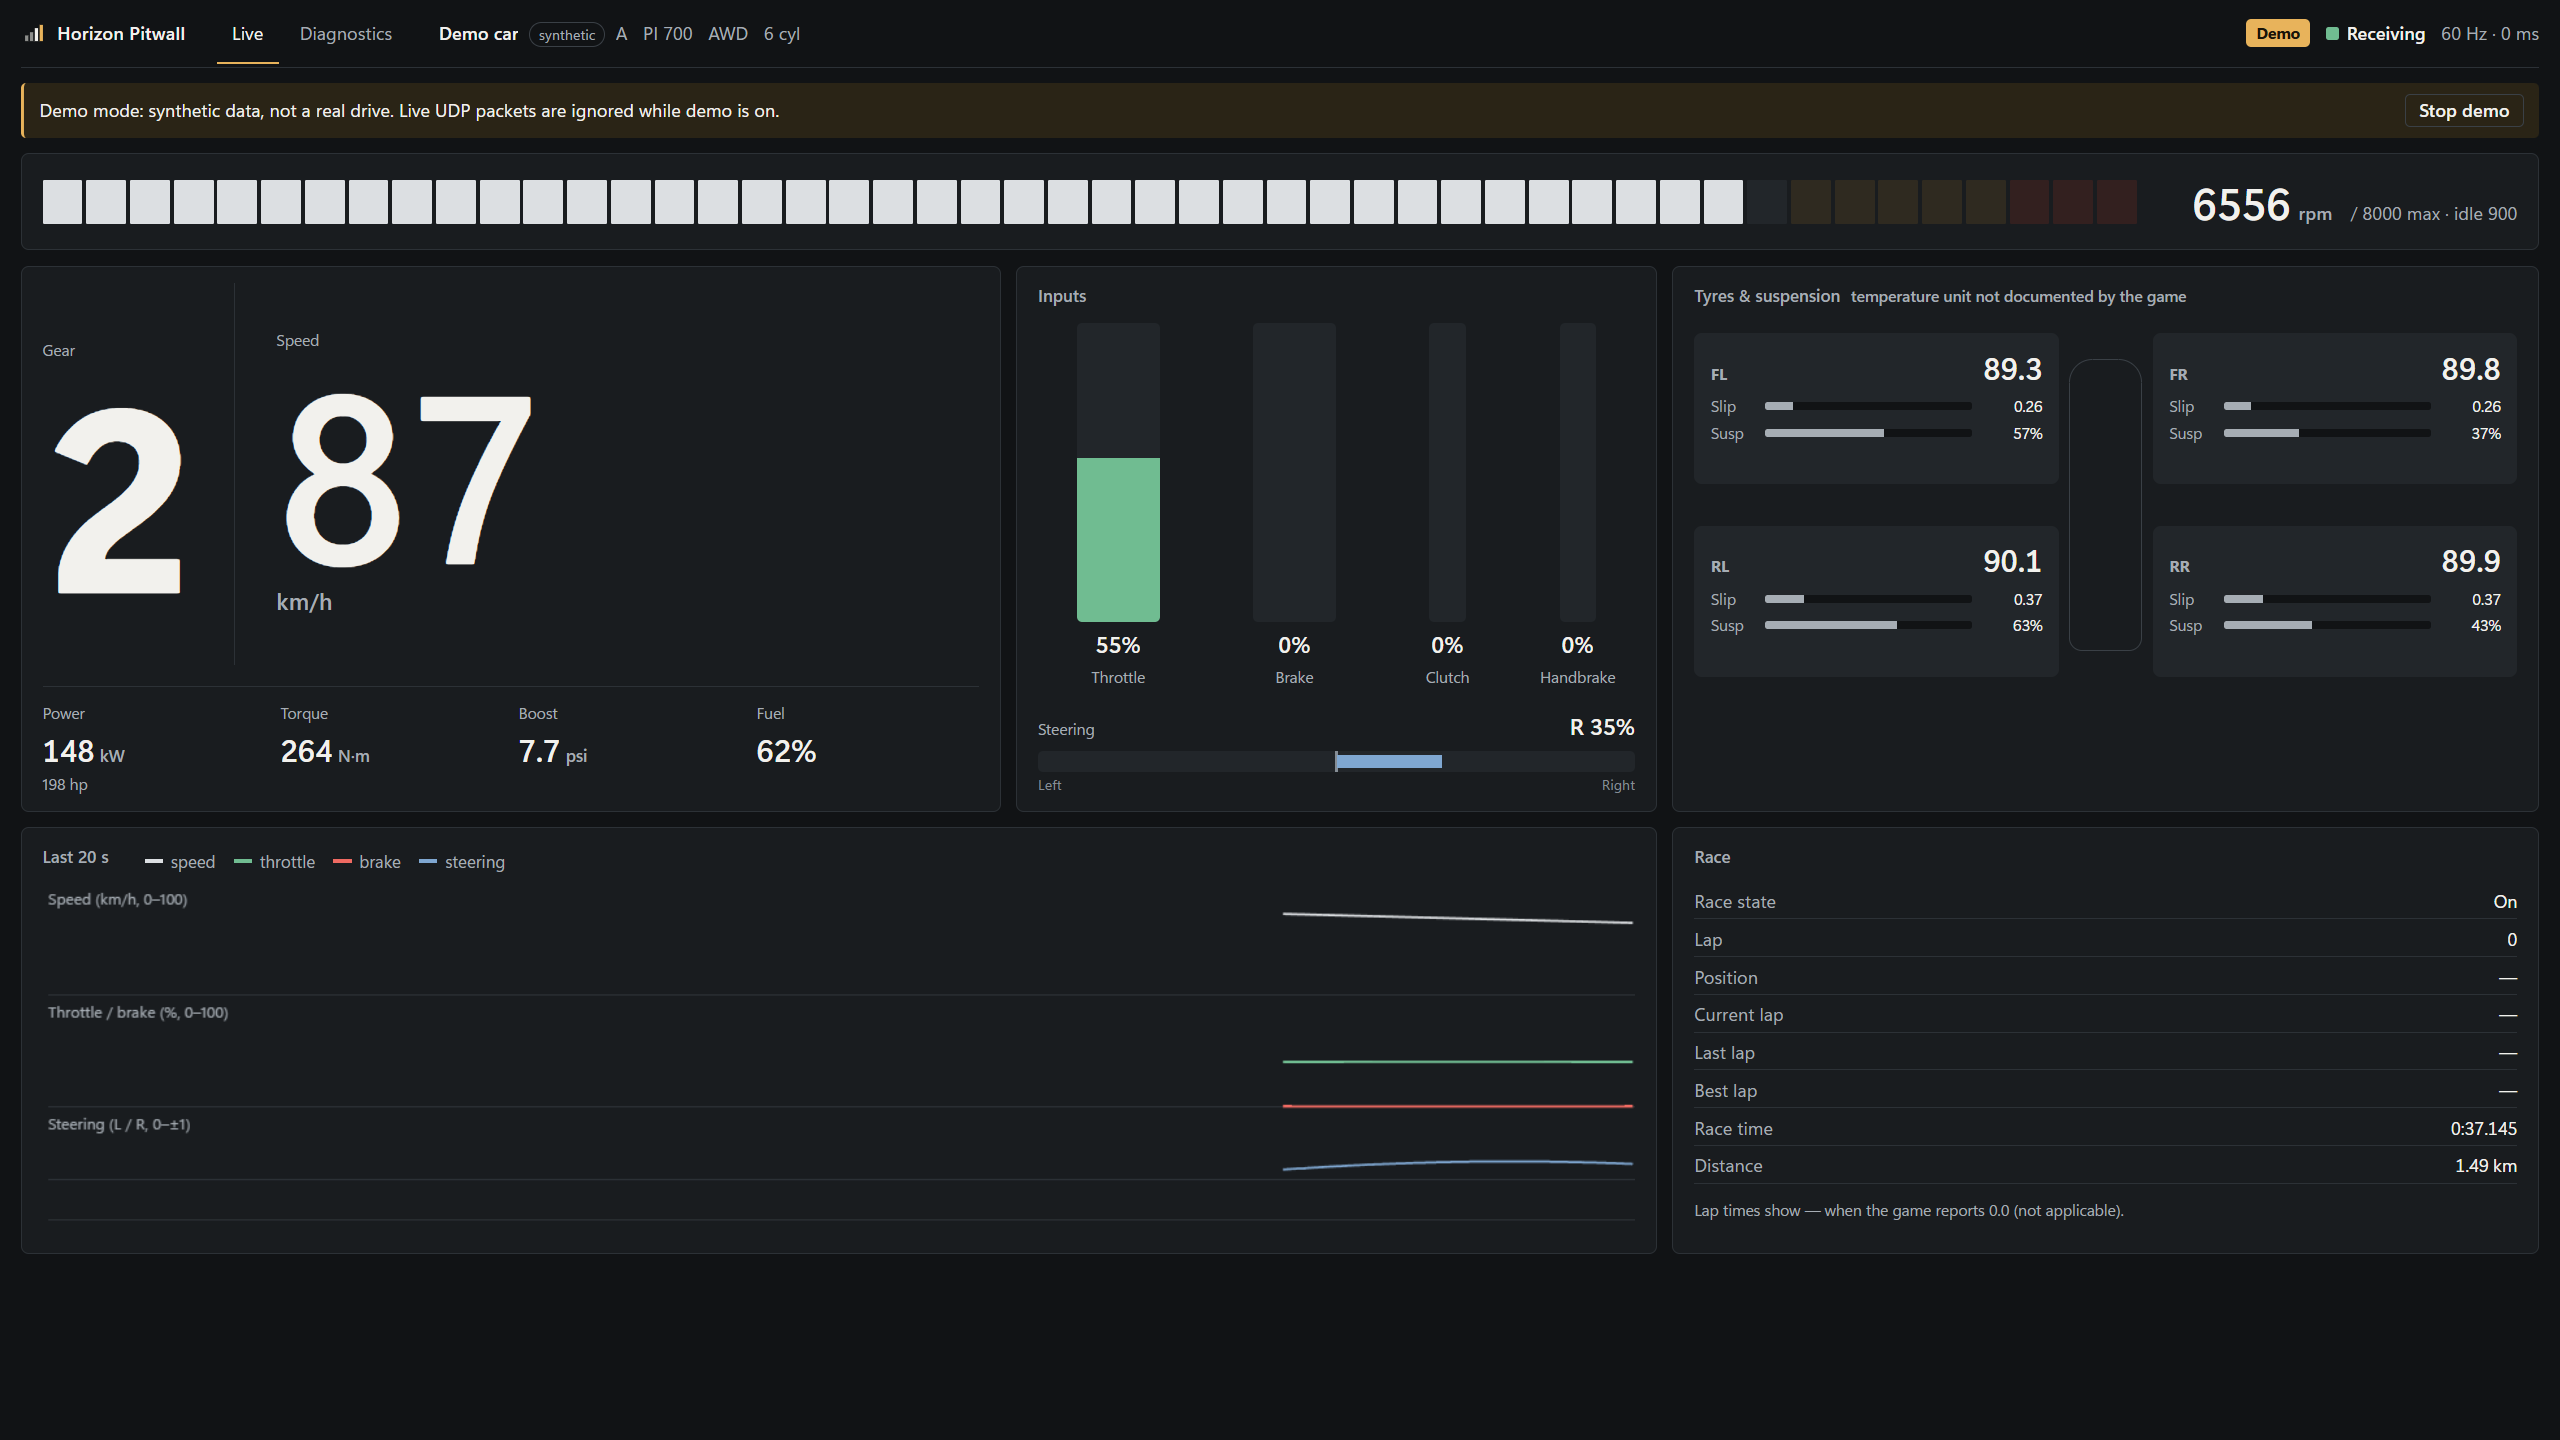 Horizon Pitwall Live Diagnostics Demo car synthetic A PI 700 AWD 6 cyl Demo Receiving 60 Hz · 0 ms
Demo mode: synthetic data, not a real drive. Live UDP packets are ignored while demo is on. Stop demo
6556 rpm / 8000 max · idle 900
Gear
2
Speed
87
km/h
Power
148 kW
198 hp
Torque
264 N·m
Boost
7.7 psi
Fuel
62%
Inputs
55% 0% 0% 0%
Throttle Brake Clutch Handbrake
Steering R 35%
Left Right
Tyres & suspension temperature unit not documented by the game
FL 89.3
Slip 0.26
Susp 57%
FR 89.8
Slip 0.26
Susp 37%
RL 90.1
Slip 0.37
Susp 63%
RR 89.9
Slip 0.37
Susp 43%
Last 20 s speed throttle brake steering
Speed (km/h, 0–100)
Throttle / brake (%, 0–100)
Steering (L / R, 0–±1)
Race
Race state On
Lap 0
Position —
Current lap —
Last lap —
Best lap —
Race time 0:37.145
Distance 1.49 km
Lap times show — when the game reports 0.0 (not applicable).